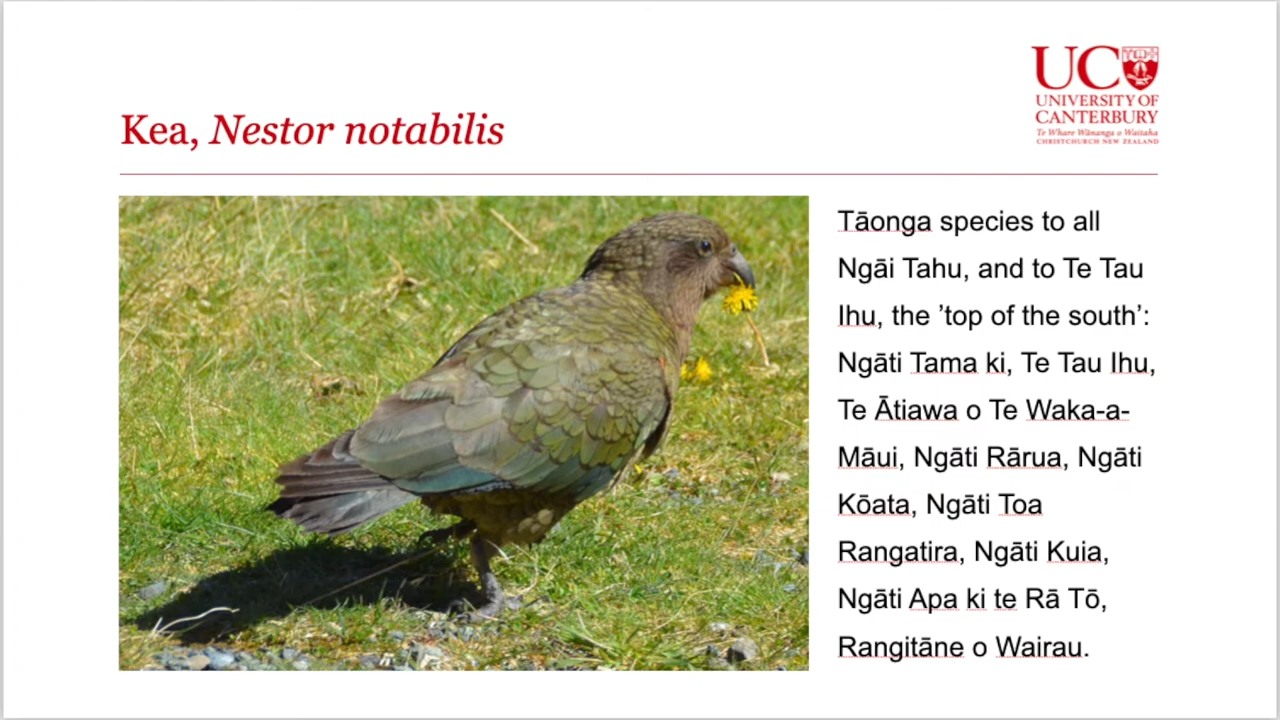 UC
UNIVERSITY OF
CANTERBURY
Te Whare Wānanga o Waitaha
CHRISTCHURCH NEW ZEALAND
Kea, Nestor notabilis
Tāonga species to all
Ngāi Tahu, and to Te Tau
Ihu, the ’top of the south’:
Ngāti Tama ki, Te Tau Ihu,
Te Ātiawa o Te Waka-a-
Māui, Ngāti Rārua, Ngāti
Kōata, Ngāti Toa
Rangatira, Ngāti Kuia,
Ngāti Apa ki te Rā Tō,
Rangitāne o Wairau.